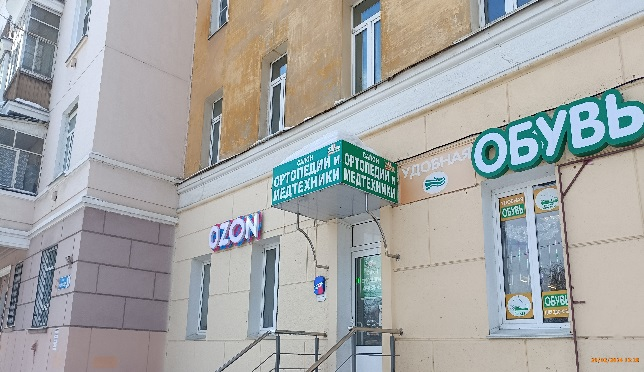 OZON
САЛОН
ОРТОПЕДИИ И
МЕДТЕХНИКИ
САЛОН
ОРТОПЕДИИ И
МЕДТЕХНИКИ
УДОБНАЯ
ОБУВЬ
ОБУВЬ
ОБУВЬ